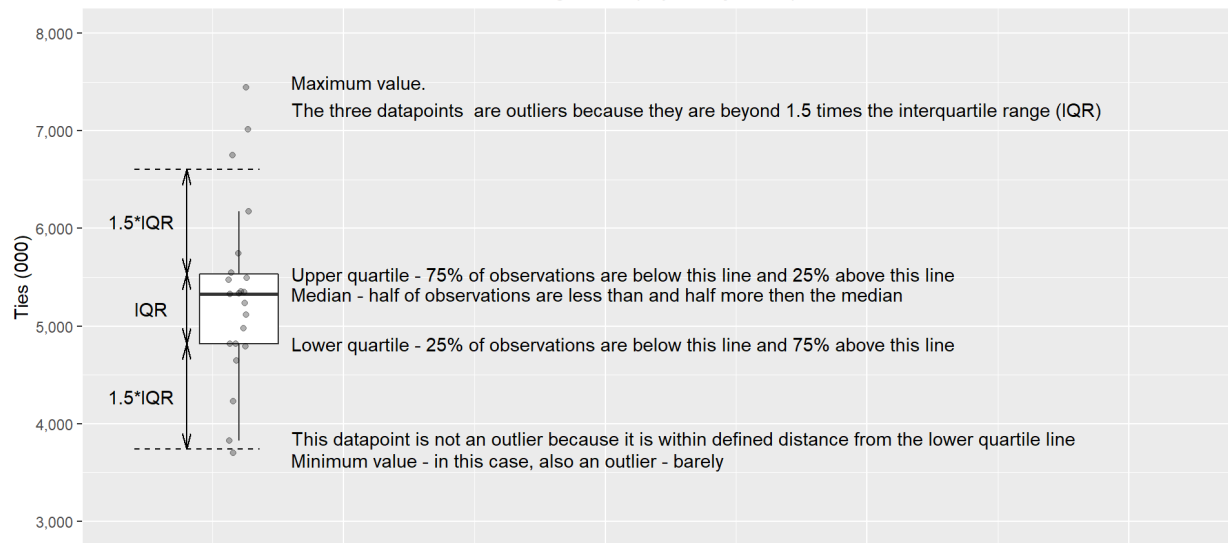 8,000
Maximum value.
The three datapoints  are outliers because they are beyond 1.5 times the interquartile range (IQR)
7,000
1.5*IQR
6,000
Ties (000)
Upper quartile - 75% of observations are below this line and 25% above this line
Median - half of observations are less than and half more then the median
IQR
5,000
Lower quartile - 25% of observations are below this line and 75% above this line
1.5*IQR
4,000
This datapoint is not an outlier because it is within defined distance from the lower quartile line
Minimum value - in this case, also an outlier - barely
3,000